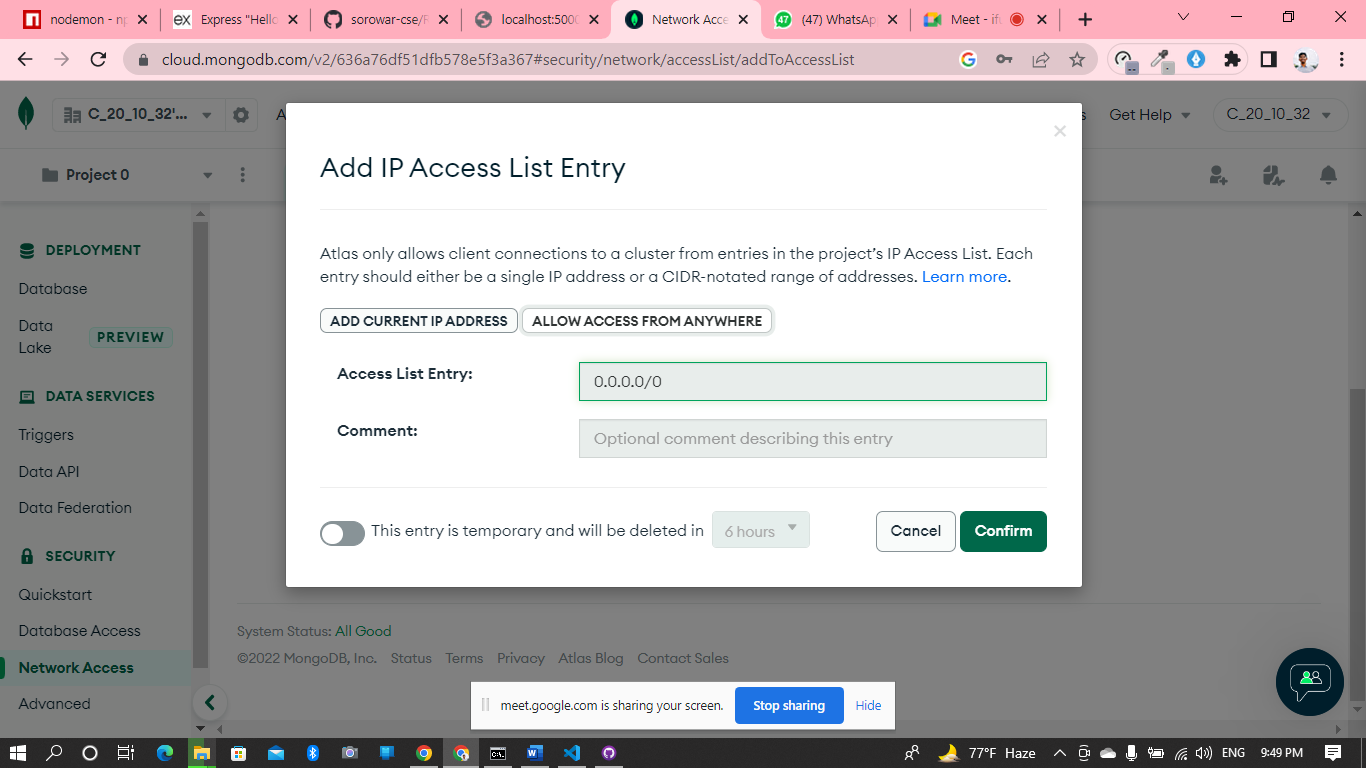 nodemon - np
Express "Hello
sorowar-cse/F
localhost:5000
Network Acce
(47) WhatsAp
Meet - ifu
cloud.mongodb.com/v2/636a76df51dfb578e5f3a367#security/network/accessList/addToAccessList
C_20_10_32'...
Get Help
C_20_10_32
Project 0
Add IP Access List Entry
Atlas only allows client connections to a cluster from entries in the project's IP Access List. Each
entry should either be a single IP address or a CIDR-notated range of addresses. Learn more.
ADD CURRENT IP ADDRESS
ALLOW ACCESS FROM ANYWHERE
Access List Entry:
0.0.0.0/0
Comment:
Optional comment describing this entry
This entry is temporary and will be deleted in
6 hours
Cancel
Confirm
DEPLOYMENT
Database
Data
Lake
PREVIEW
DATA SERVICES
Triggers
Data API
Data Federation
SECURITY
Quickstart
Database Access
Network Access
Advanced
System Status: All Good
©2022 MongoDB, Inc. Status Terms Privacy Atlas Blog Contact Sales
meet.google.com is sharing your screen.
Stop sharing
Hide
77°F Haze
ENG
9:49 PM